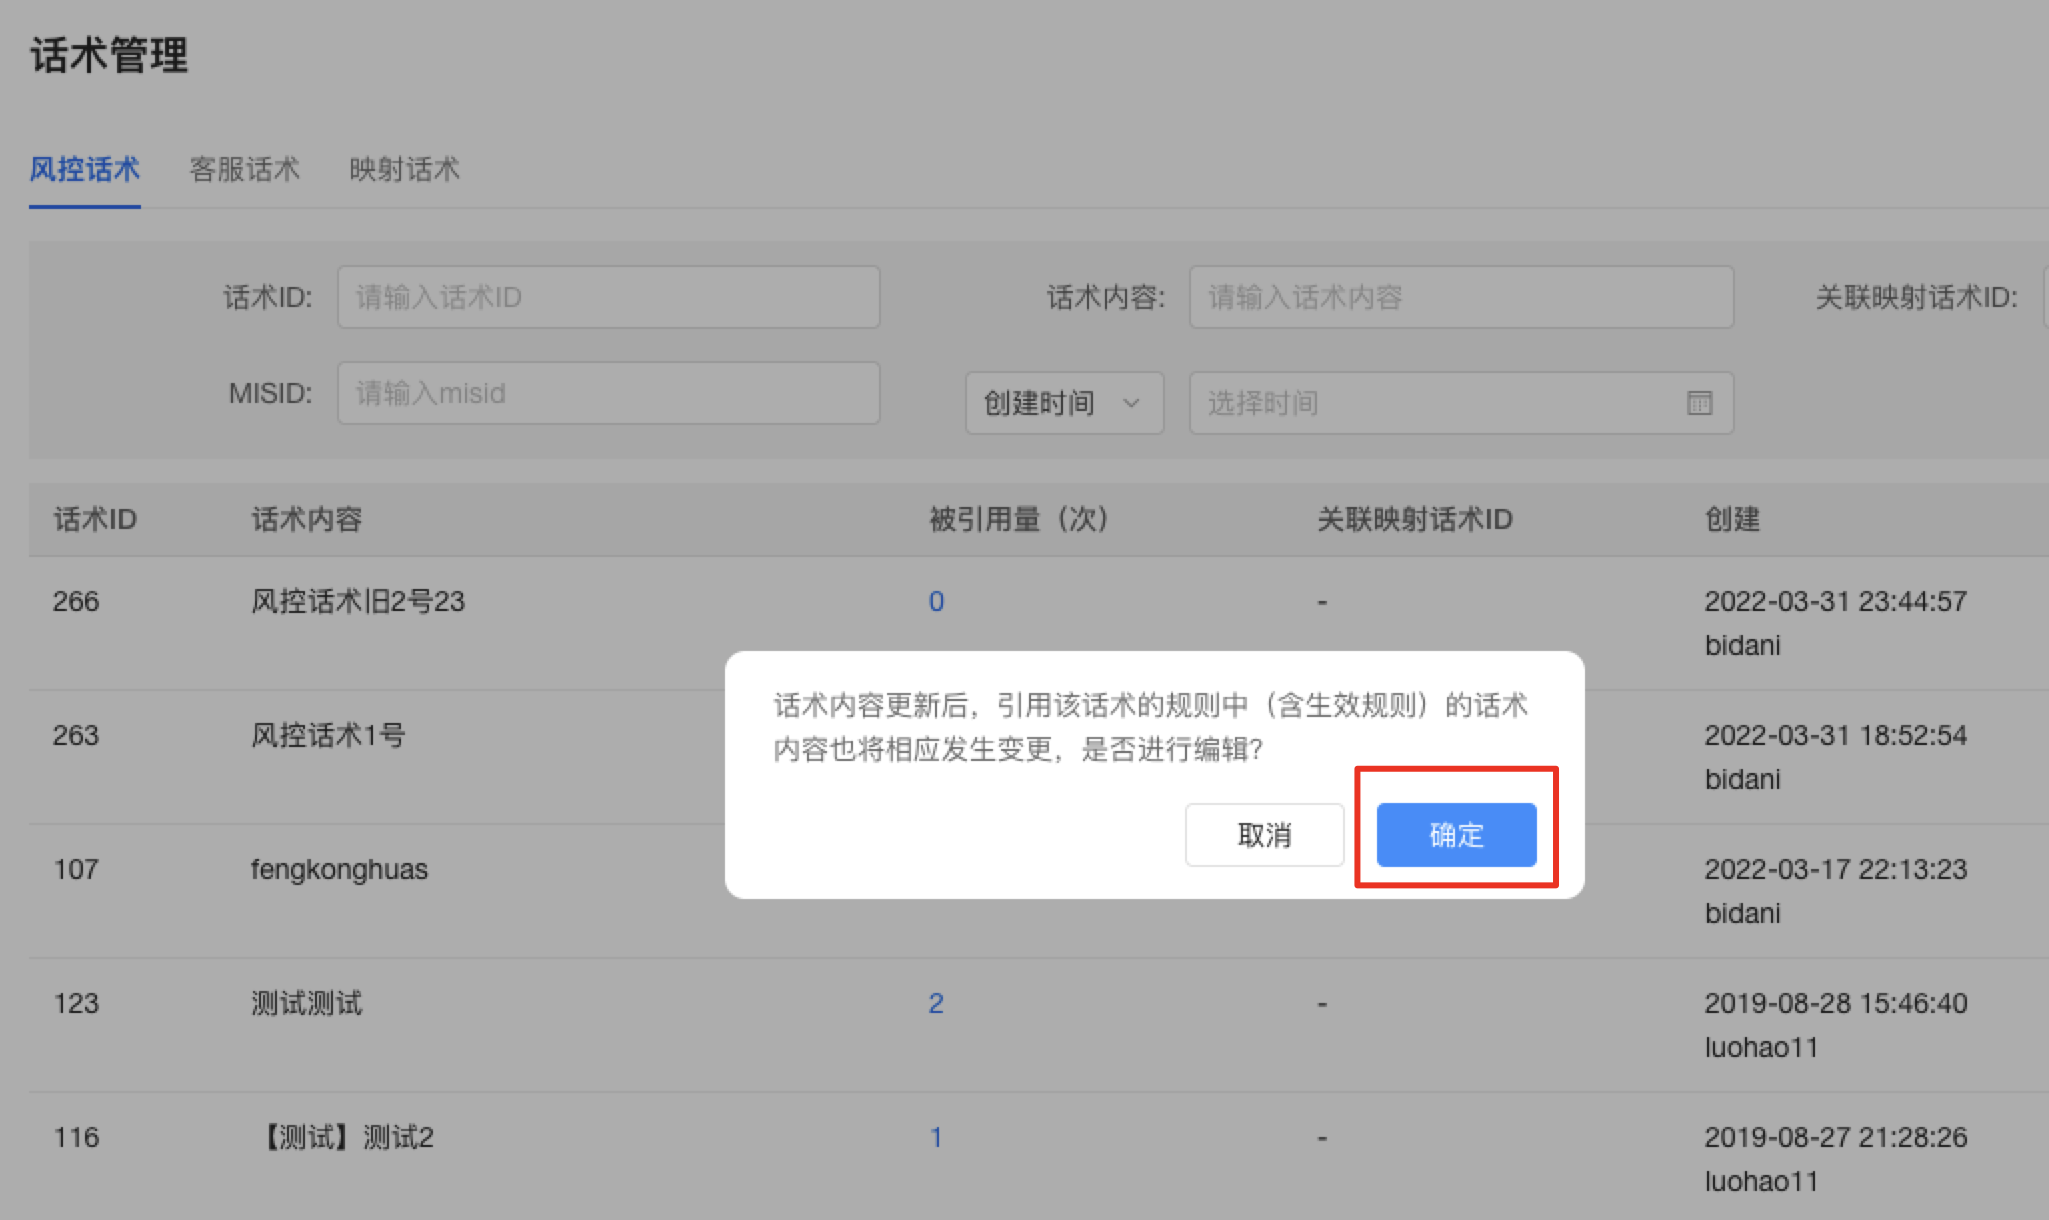 话术管理
风控话术 客服话术 映射话术
话术ID: 请输入话术ID 话术内容: 请输入话术内容 关联映射话术ID:
MISID: 请输入misid 创建时间 选择时间
话术ID 话术内容 被引用量（次） 关联映射话术ID 创建
266 风控话术旧2号23 0 - 2022-03-31 23:44:57
bidani
话术内容更新后，引用该话术的规则中（含生效规则）的话术
内容也将相应发生变更，是否进行编辑？
取消 确定
263 风控话术1号 2022-03-31 18:52:54
bidani
107 fengkonghuas 2022-03-17 22:13:23
bidani
123 测试测试 2 - 2019-08-28 15:46:40
luohao11
116 【测试】测试2 1 - 2019-08-27 21:28:26
luohao11